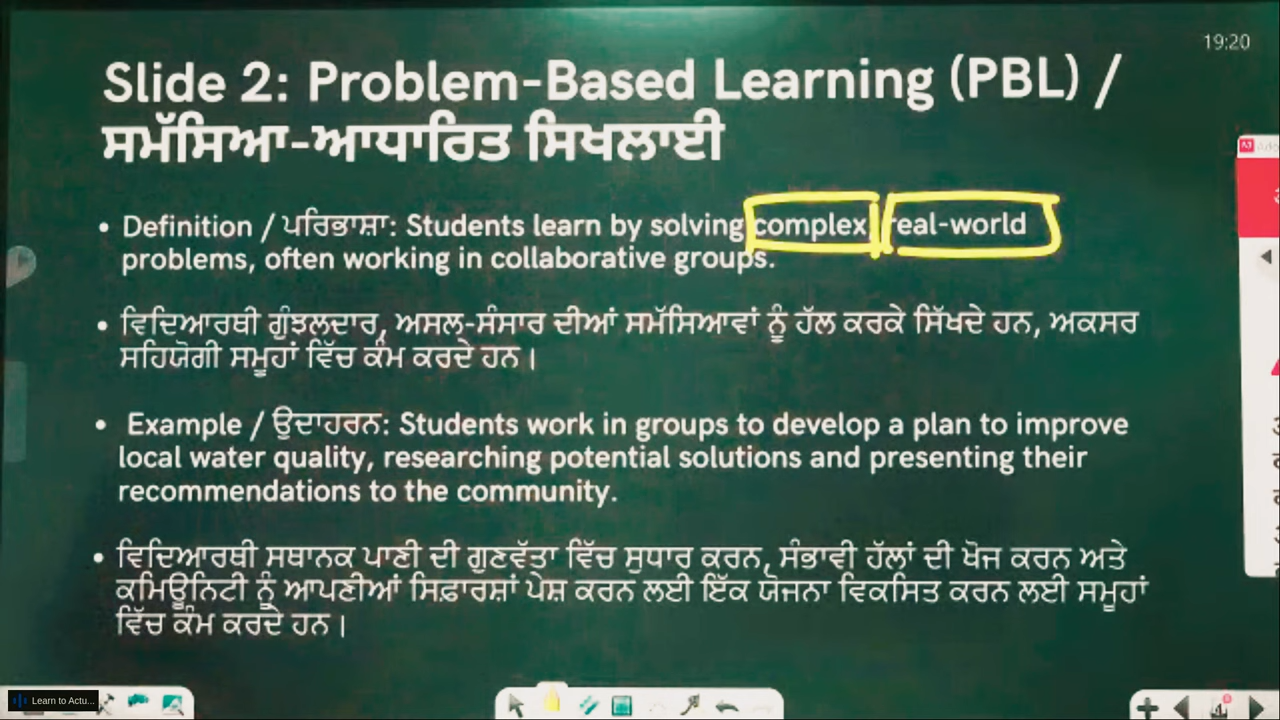 19:20
Slide 2: Problem-Based Learning (PBL) /
ਸਮੱਸਿਆ-ਆਧਾਰਿਤ ਸਿਖਲਾਈ
• Definition / ਪਰਿਭਾਸ਼ਾ: Students learn by solving complex, real-world
problems, often working in collaborative groups.
• ਵਿਦਿਆਰਥੀ ਗੁੰਝਲਦਾਰ, ਅਸਲ-ਸੰਸਾਰ ਦੀਆਂ ਸਮੱਸਿਆਵਾਂ ਨੂੰ ਹੱਲ ਕਰਕੇ ਸਿੱਖਦੇ ਹਨ, ਅਕਸਰ
ਸਹਿਯੋਗੀ ਸਮੂਹਾਂ ਵਿੱਚ ਕੰਮ ਕਰਦੇ ਹਨ।
• Example / ਉਦਾਹਰਨ: Students work in groups to develop a plan to improve
local water quality, researching potential solutions and presenting their
recommendations to the community.
• ਵਿਦਿਆਰਥੀ ਸਥਾਨਕ ਪਾਣੀ ਦੀ ਗੁਣਵੱਤਾ ਵਿੱਚ ਸੁਧਾਰ ਕਰਨ, ਸੰਭਾਵੀ ਹੱਲਾਂ ਦੀ ਖੋਜ ਕਰਨ ਅਤੇ
ਕਮਿਊਨਿਟੀ ਨੂੰ ਆਪਣੀਆਂ ਸਿਫ਼ਾਰਸ਼ਾਂ ਪੇਸ਼ ਕਰਨ ਲਈ ਇੱਕ ਯੋਜਨਾ ਵਿਕਸਿਤ ਕਰਨ ਲਈ ਸਮੂਹਾਂ
ਵਿੱਚ ਕੰਮ ਕਰਦੇ ਹਨ।
Learn to Actu...